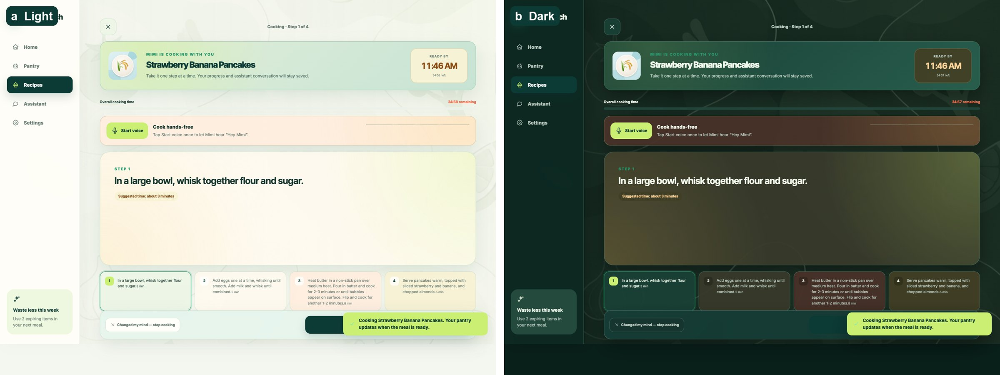 a Light
ch
Home
Pantry
Recipes
Assistant
Settings
Waste less this week
Use 2 expiring items in
your next meal.
Cooking · Step 1 of 4
MIMI IS COOKING WITH YOU
Strawberry Banana Pancakes
Take it one step at a time. Your progress and assistant conversation will stay saved.
READY BY
11:46 AM
34:58 left
Overall cooking time
34:58 remaining
Start voice
Cook hands-free
Tap Start voice once to let Mimi hear “Hey Mimi”.
STEP 1
In a large bowl, whisk together flour and sugar.
Suggested time: about 3 minutes
1
In a large bowl, whisk together flour
and sugar.3 min
2
Add eggs one at a time, whisking until
smooth. Add milk and whisk until
combined.5 min
3
Heat butter in a non-stick pan over
medium heat. Pour in batter and cook
for 2-3 minutes or until bubbles
appear on surface. Flip and cook for
another 1-2 minutes.8 min
4
Serve pancakes warm, topped with
sliced strawberry and banana, and
chopped almonds.5 min
Changed my mind — stop cooking
Cooking Strawberry Banana Pancakes. Your pantry
updates when the meal is ready.
b Dark
ch
Home
Pantry
Recipes
Assistant
Settings
Waste less this week
Use 2 expiring items in
your next meal.
Cooking · Step 1 of 4
MIMI IS COOKING WITH YOU
Strawberry Banana Pancakes
Take it one step at a time. Your progress and assistant conversation will stay saved.
READY BY
11:46 AM
34:57 left
Overall cooking time
34:57 remaining
Start voice
Cook hands-free
Tap Start voice once to let Mimi hear “Hey Mimi”.
STEP 1
In a large bowl, whisk together flour and sugar.
Suggested time: about 3 minutes
1
In a large bowl, whisk together flour
and sugar.3 min
2
Add eggs one at a time, whisking until
smooth. Add milk and whisk until
combined.5 min
3
Heat butter in a non-stick pan over
medium heat. Pour in batter and cook
for 2-3 minutes or until bubbles
appear on surface. Flip and cook for
another 1-2 minutes.8 min
4
Serve pancakes warm, topped with
sliced strawberry and banana, and
chopped almonds.5 min
Changed my mind — stop cooking
Cooking Strawberry Banana Pancakes. Your pantry
updates when the meal is ready.